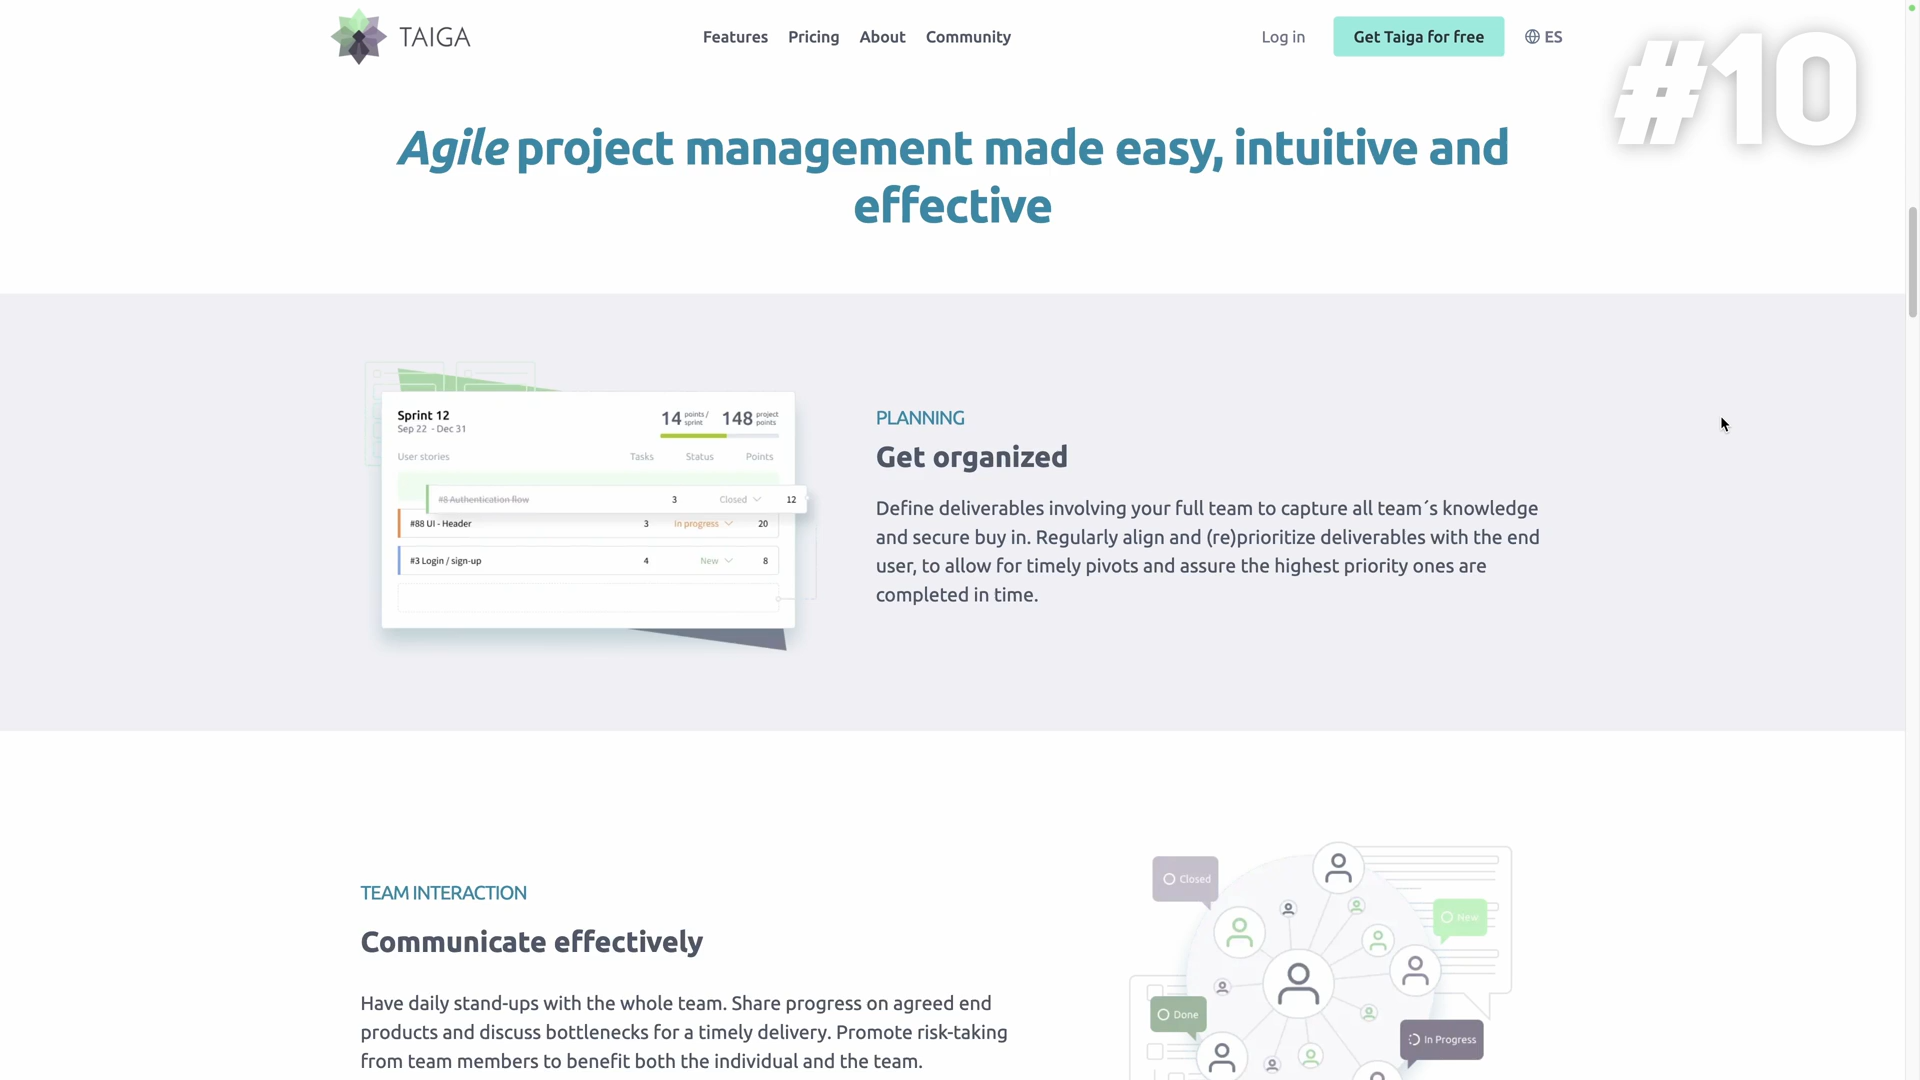 TAIGA
Features Pricing About Community
Log in
Get Taiga for free
ES
#10
Agile project management made easy, intuitive and
effective
Sprint 12
Sep 22 - Dec 31
14 points / sprint
148 project points
User stories Tasks Status Points
#8 Authentication flow 3 Closed 12
#88 UI - Header 3 In progress 20
#3 Login / sign-up 4 New 8
PLANNING
Get organized
Define deliverables involving your full team to capture all team´s knowledge
and secure buy in. Regularly align and (re)prioritize deliverables with the end
user, to allow for timely pivots and assure the highest priority ones are
completed in time.
TEAM INTERACTION
Communicate effectively
Have daily stand-ups with the whole team. Share progress on agreed end
products and discuss bottlenecks for a timely delivery. Promote risk-taking
from team members to benefit both the individual and the team.
Closed
New
Done
In Progress